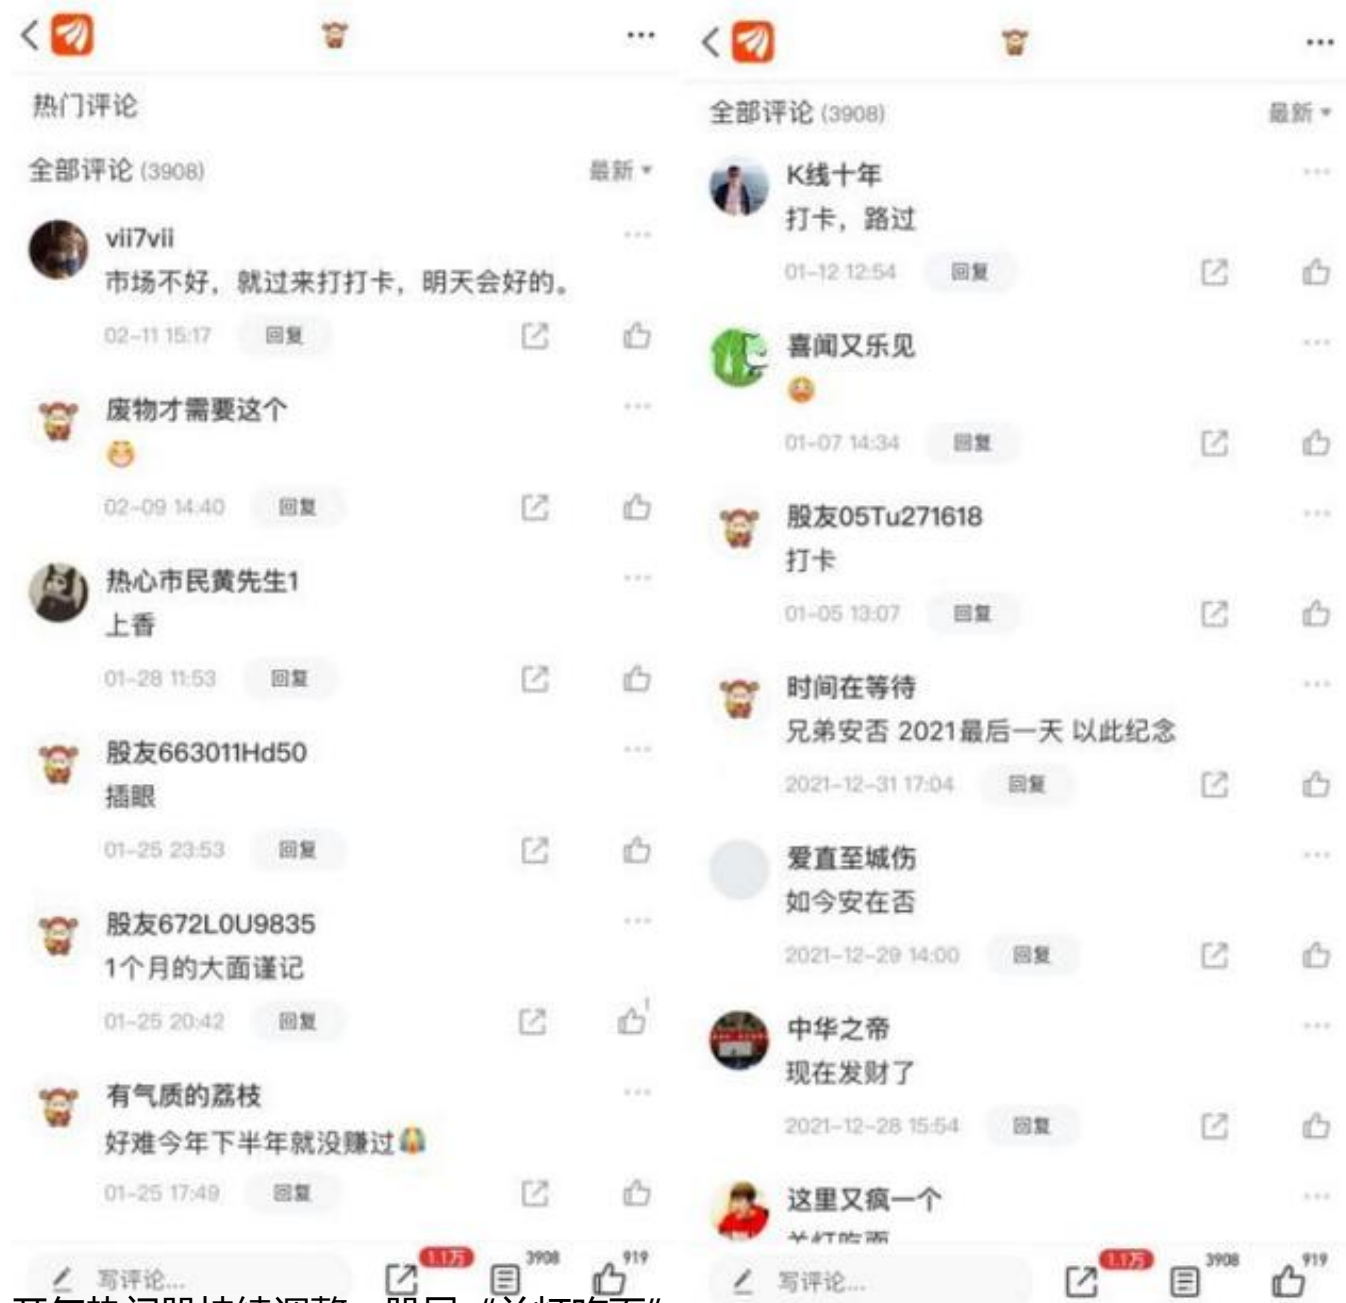 热门评论
全部评论 (3908)
最新
vii7vii
市场不好，就过来打打卡，明天会好的。
02-11 15:17 回复
废物才需要这个
02-09 14:40 回复
热心市民黄先生1
上香
01-28 11:53 回复
股友663011Hd50
插眼
01-25 23:53 回复
股友672L0U9835
1个月的大面谨记
01-25 20:42 回复 1
有气质的荔枝
好难今年下半年就没赚过
01-25 17:49 回复
写评论... 1.1万 3908 919
全部评论 (3908)
最新
K线十年
打卡，路过
01-12 12:54 回复
喜闻又乐见
01-07 14:34 回复
股友05Tu271618
打卡
01-05 13:07 回复
时间在等待
兄弟安否 2021最后一天 以此纪念
2021-12-31 17:04 回复
爱直至城伤
如今安在否
2021-12-29 14:00 回复
中华之帝
现在发财了
2021-12-28 15:54 回复
这里又疯一个
关灯吃面
写评论... 1.1万 3908 919